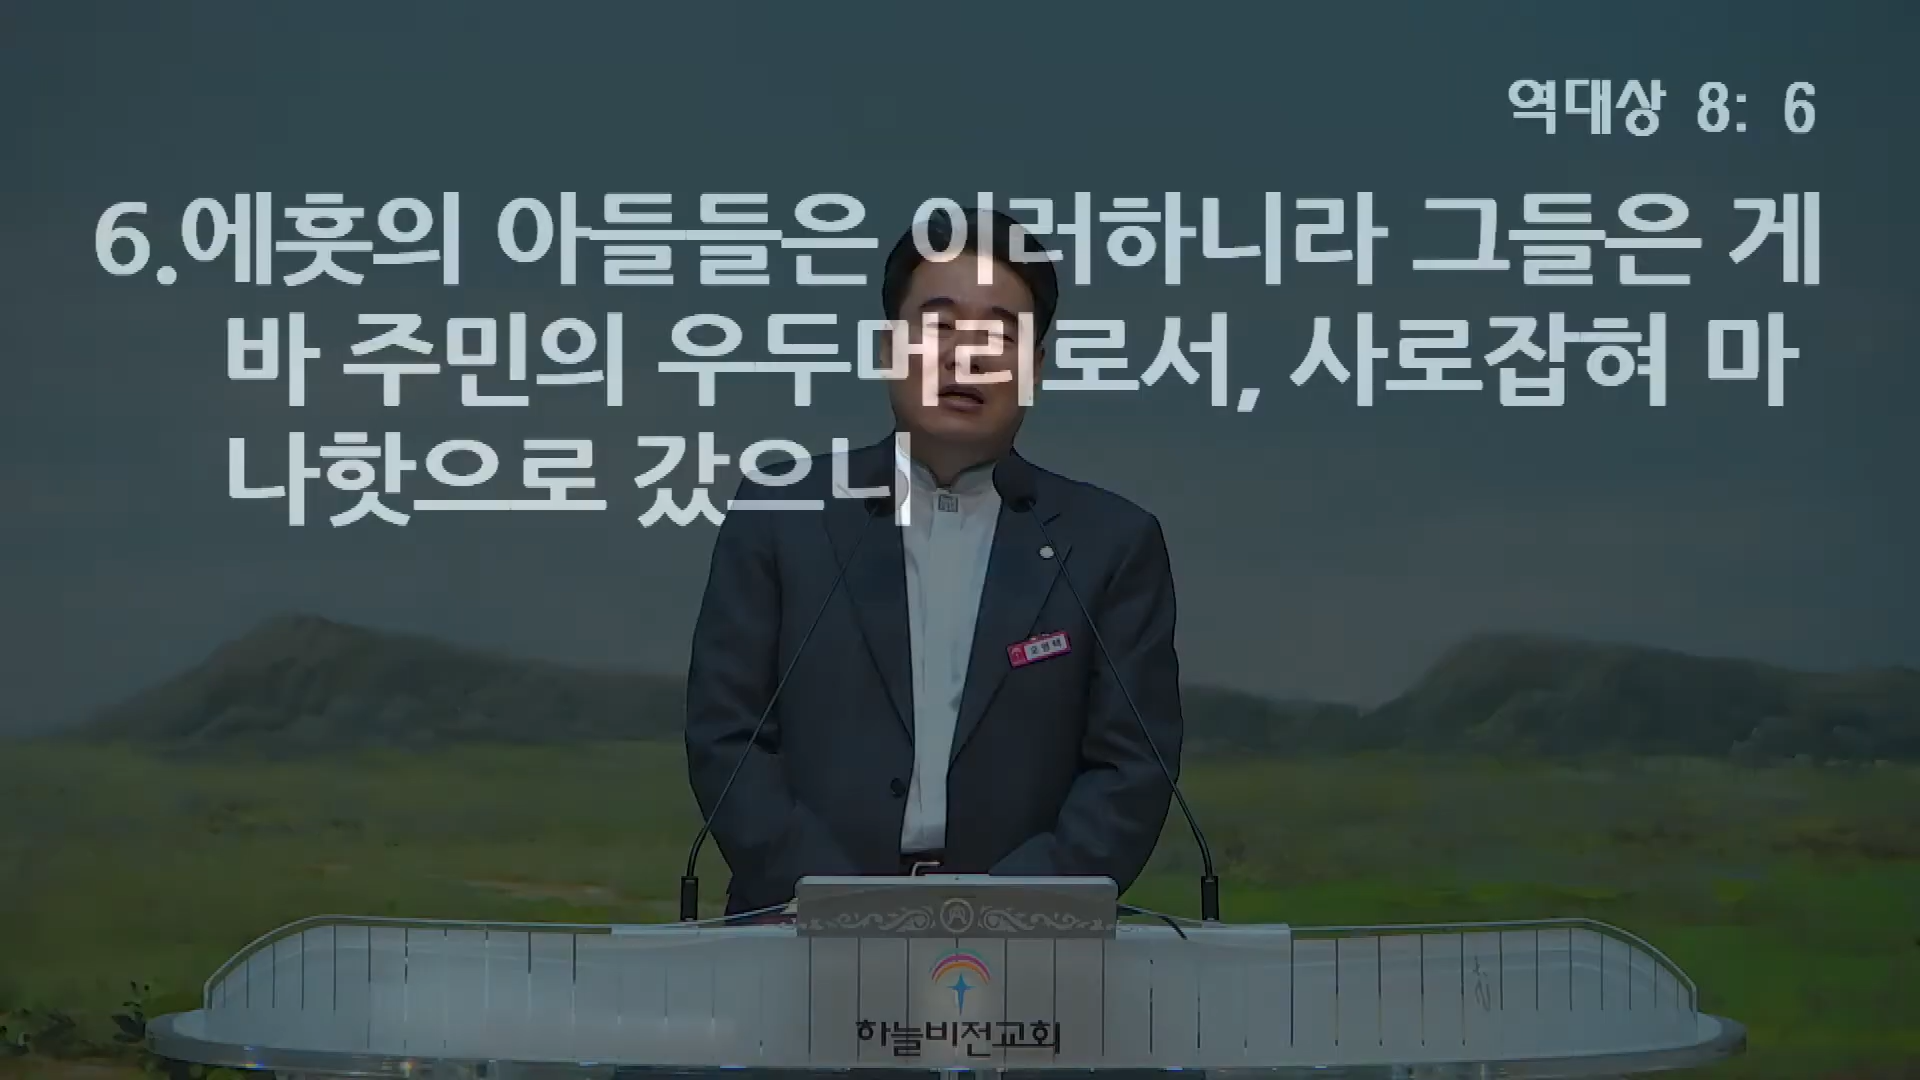 역대상 8: 6
6.에훗의 아들들은 이러하니라 그들은 게
바 주민의 우두머리로서, 사로잡혀 마
나핫으로 갔으니
하늘비전교회